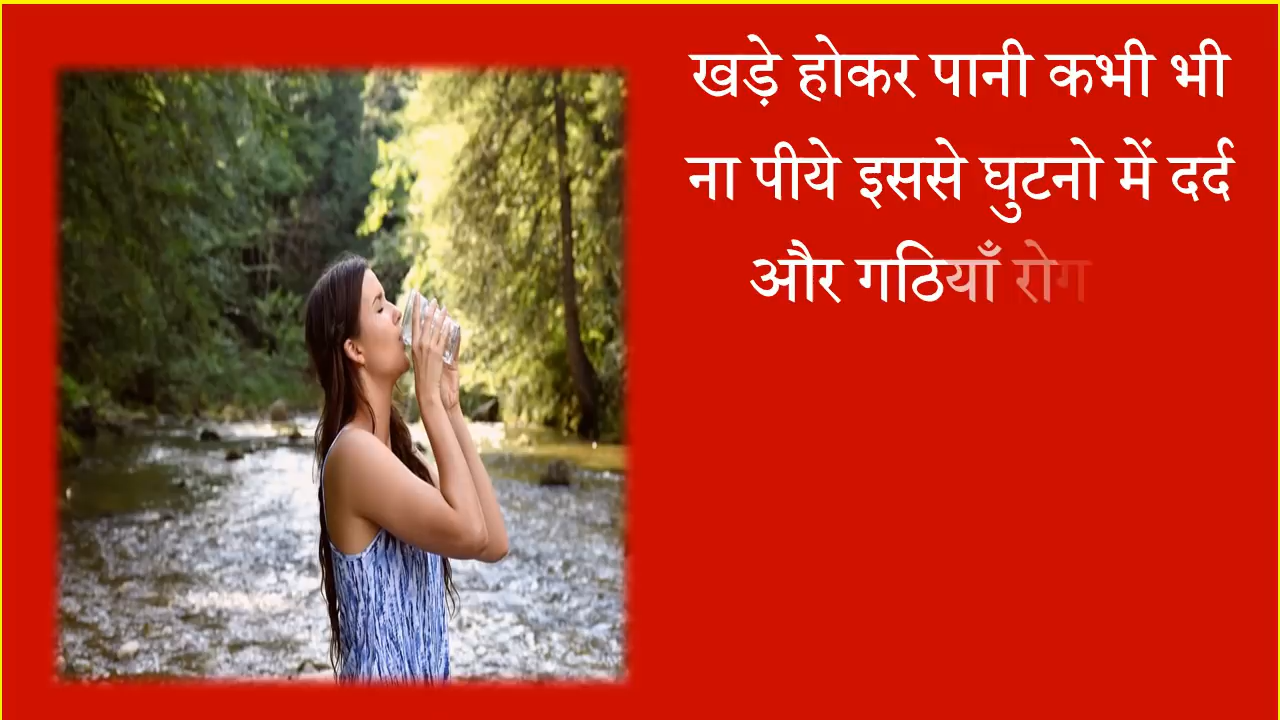 खड़े होकर पानी कभी भी
ना पीये इससे घुटनो में दर्द
और गठियाँ रोग